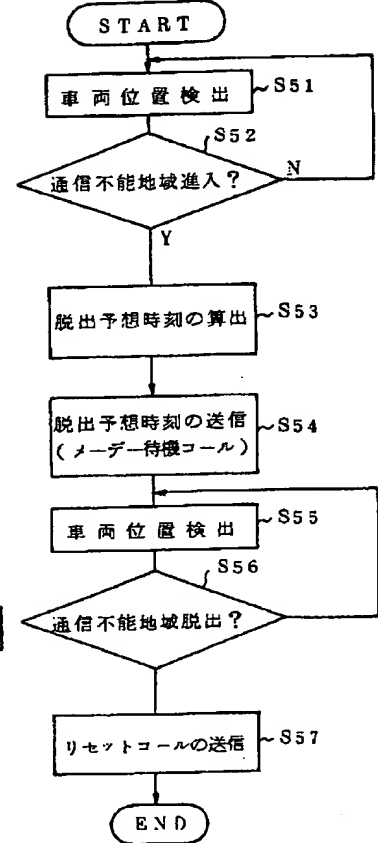 START
車両位置検出
S51
S52
通信不能地域進入?
N
Y
脱出予想時刻の算出
S53
脱出予想時刻の送信
(メーデー待機コール)
S54
車両位置検出
S55
S56
通信不能地域脱出?
リセットコールの送信
S57
END